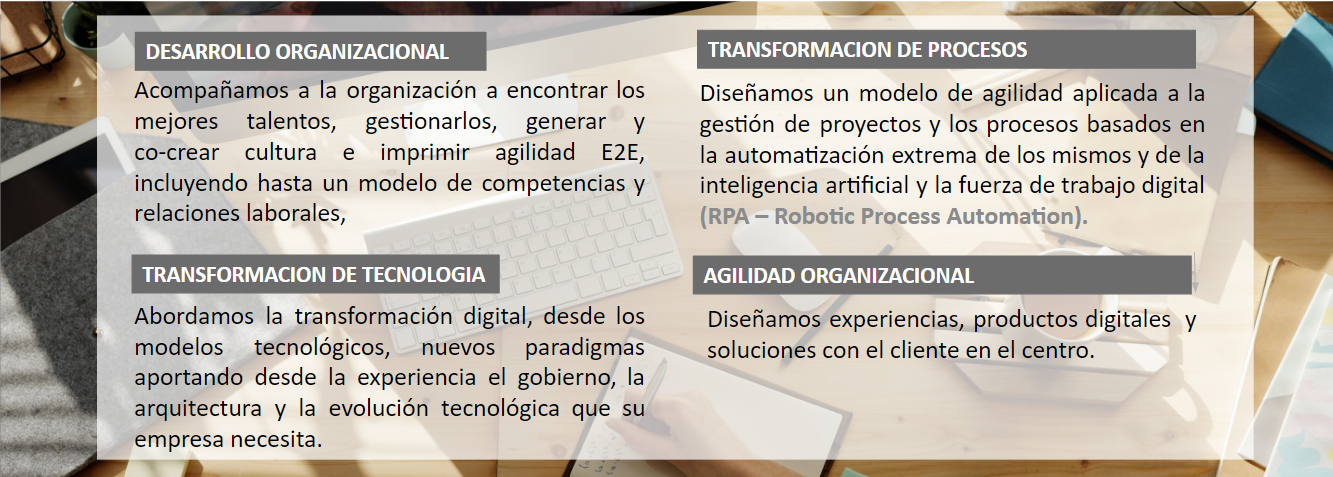 DESARROLLO ORGANIZACIONAL
Acompañamos a la organización a encontrar los
mejores talentos, gestionarlos, generar y
co-crear cultura e imprimir agilidad E2E,
incluyendo hasta un modelo de competencias y
relaciones laborales,
TRANSFORMACION DE PROCESOS
Diseñamos un modelo de agilidad aplicada a la
gestión de proyectos y los procesos basados en
la automatización extrema de los mismos y de la
inteligencia artificial y la fuerza de trabajo digital
(RPA – Robotic Process Automation).
TRANSFORMACION DE TECNOLOGIA
Abordamos la transformación digital, desde los
modelos tecnológicos, nuevos paradigmas
aportando desde la experiencia el gobierno, la
arquitectura y la evolución tecnológica que su
empresa necesita.
AGILIDAD ORGANIZACIONAL
Diseñamos experiencias, productos digitales y
soluciones con el cliente en el centro.